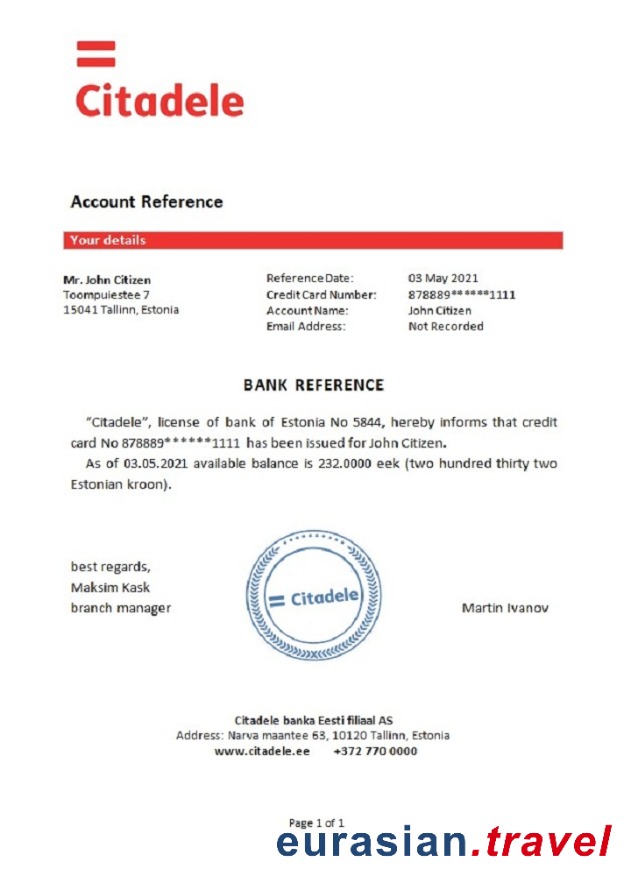 Citadele
Account Reference
Your details
Mr. John Citizen
Toompuiestee 7
15041 Tallinn, Estonia
Reference Date: 03 May 2021
Credit Card Number: 878889******1111
Account Name: John Citizen
Email Address: Not Recorded
BANK REFERENCE
“Citadele”, license of bank of Estonia No 5844, hereby informs that credit
card No 878889******1111 has been issued for John Citizen.
As of 03.05.2021 available balance is 232.0000 eek (two hundred thirty two
Estonian kroon).
best regards,
Maksim Kask
branch manager
Citadele
Martin Ivanov
Citadele banka Eesti filiaal AS
Address: Narva maantee 63, 10120 Tallinn, Estonia
www.citadele.ee +372 770 0000
Page 1 of 1
eurasian.travel